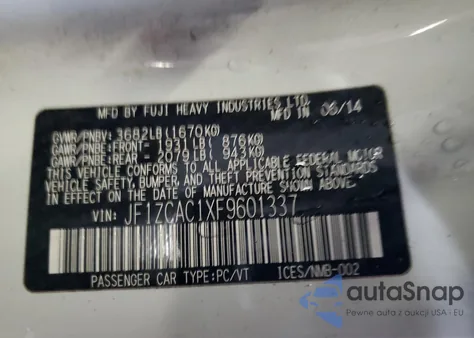 MFD BY FUJI HEAVY INDUSTRIES LTD. MFD IN 06/14
GVWR/PNBV: 3682LB(1670KG)
GAWR/PNBE:FRONT- 1931LB( 876KG)
GAWR/PNBE:REAR - 2079LB( 943KG)
THIS VEHICLE CONFORMS TO ALL APPLICABLE FEDERAL MOTOR
VEHICLE SAFETY, BUMPER, AND THEFT PREVENTION STANDARDS
IN EFFECT ON THE DATE OF MANUFACTURE SHOWN ABOVE.
VIN: JF1ZCAC1XF9601337
PASSENGER CAR TYPE:PC/VT ICES/NMB-002
autoSnap
Pewne auta z aukcji USA - EU